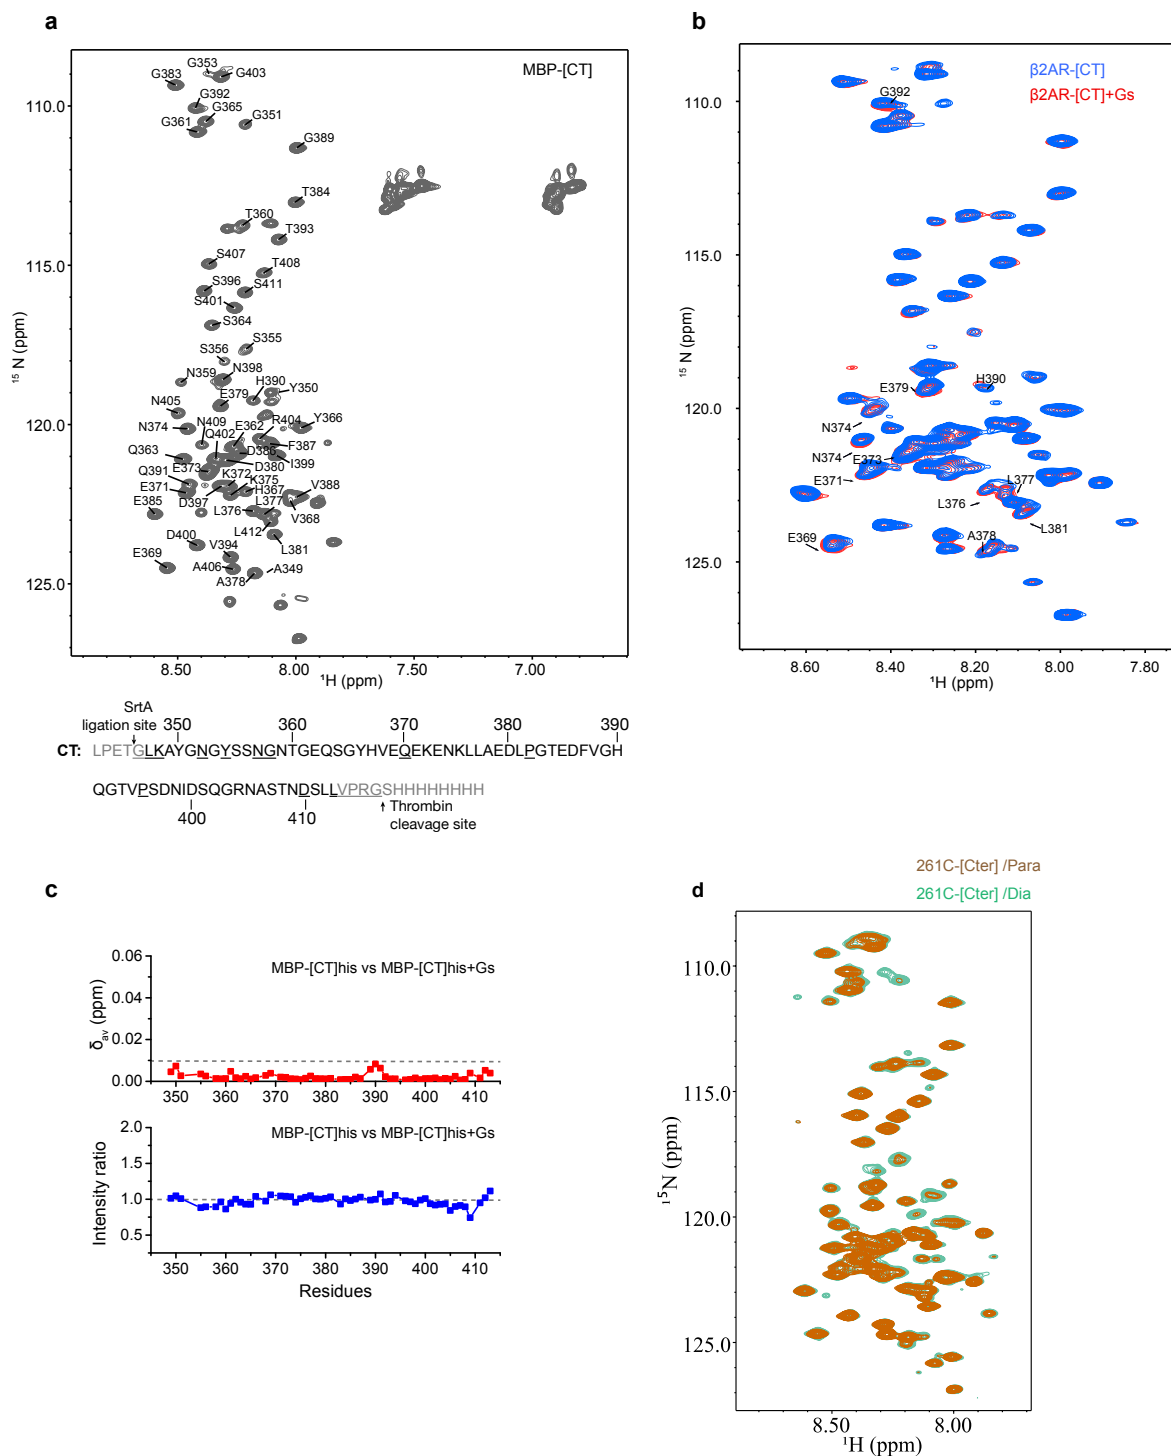 a
MBP-[CT]
G353
G383
G403
G392
G365
G361
G351
G389
T384
T360
T393
S407
T408
S396
S411
S401
S364
S355
S356
N359
N398
H390
Y350
E379
N405
R404
Y366
N374
N409
E362
Q402
D386
F387
Q363
I399
E373
D380
K372
Q391
K375
E371
H367
V388
E385
D397
L377
L376
V368
L412
D400
V394
L381
E369
A406
A349
A378
110.0
115.0
120.0
125.0
15 N (ppm)
8.50 8.00 7.50 7.00
¹H (ppm)
b
β2AR-[CT]
β2AR-[CT]+Gs
G392
E379
H390
N374
N374
E373
E371
L377
L376
L381
A378
E369
110.0
115.0
120.0
125.0
15 N (ppm)
8.60 8.40 8.20 8.00 7.80
¹H (ppm)
SrtA
ligation site
350 360 370 380 390
CT: LPETGLKAYGNGYSSNGNTGEQSGYHVEQEKENKLLAEDLPGTEDFVGH
QGTVPSDNIDSQGRNASTNDSLLVPRGSHHHHHHHH
400 410
Thrombin
cleavage site
c
MBP-[CT]his vs MBP-[CT]his+Gs
0.06
0.04
0.02
0.00
δav (ppm)
350 360 370 380 390 400 410
MBP-[CT]his vs MBP-[CT]his+Gs
2.0
1.5
1.0
0.5
Intensity ratio
350 360 370 380 390 400 410
Residues
261C-[Cter] /Para
d
261C-[Cter] /Dia
110.0
115.0
120.0
125.0
15N (ppm)
8.50 8.00
¹H (ppm)